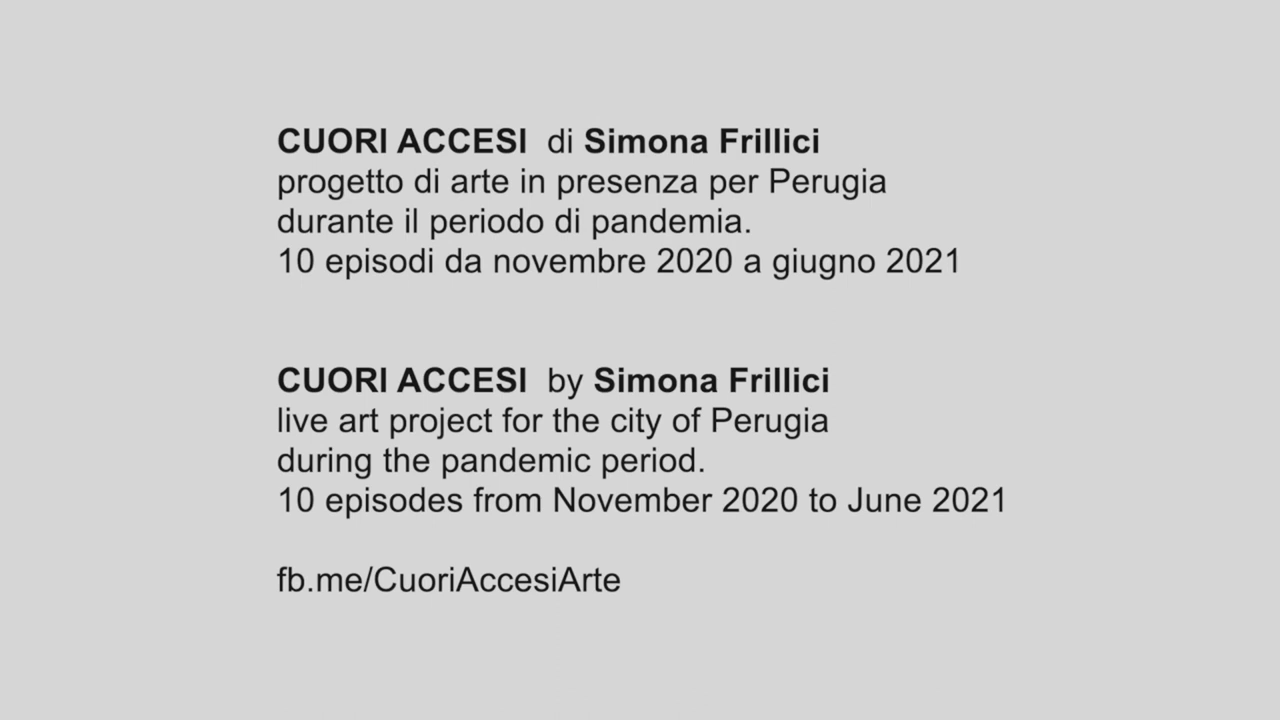 CUORI ACCESI di Simona Frillici
progetto di arte in presenza per Perugia
durante il periodo di pandemia.
10 episodi da novembre 2020 a giugno 2021
CUORI ACCESI by Simona Frillici
live art project for the city of Perugia
during the pandemic period.
10 episodes from November 2020 to June 2021
fb.me/CuoriAccesiArte